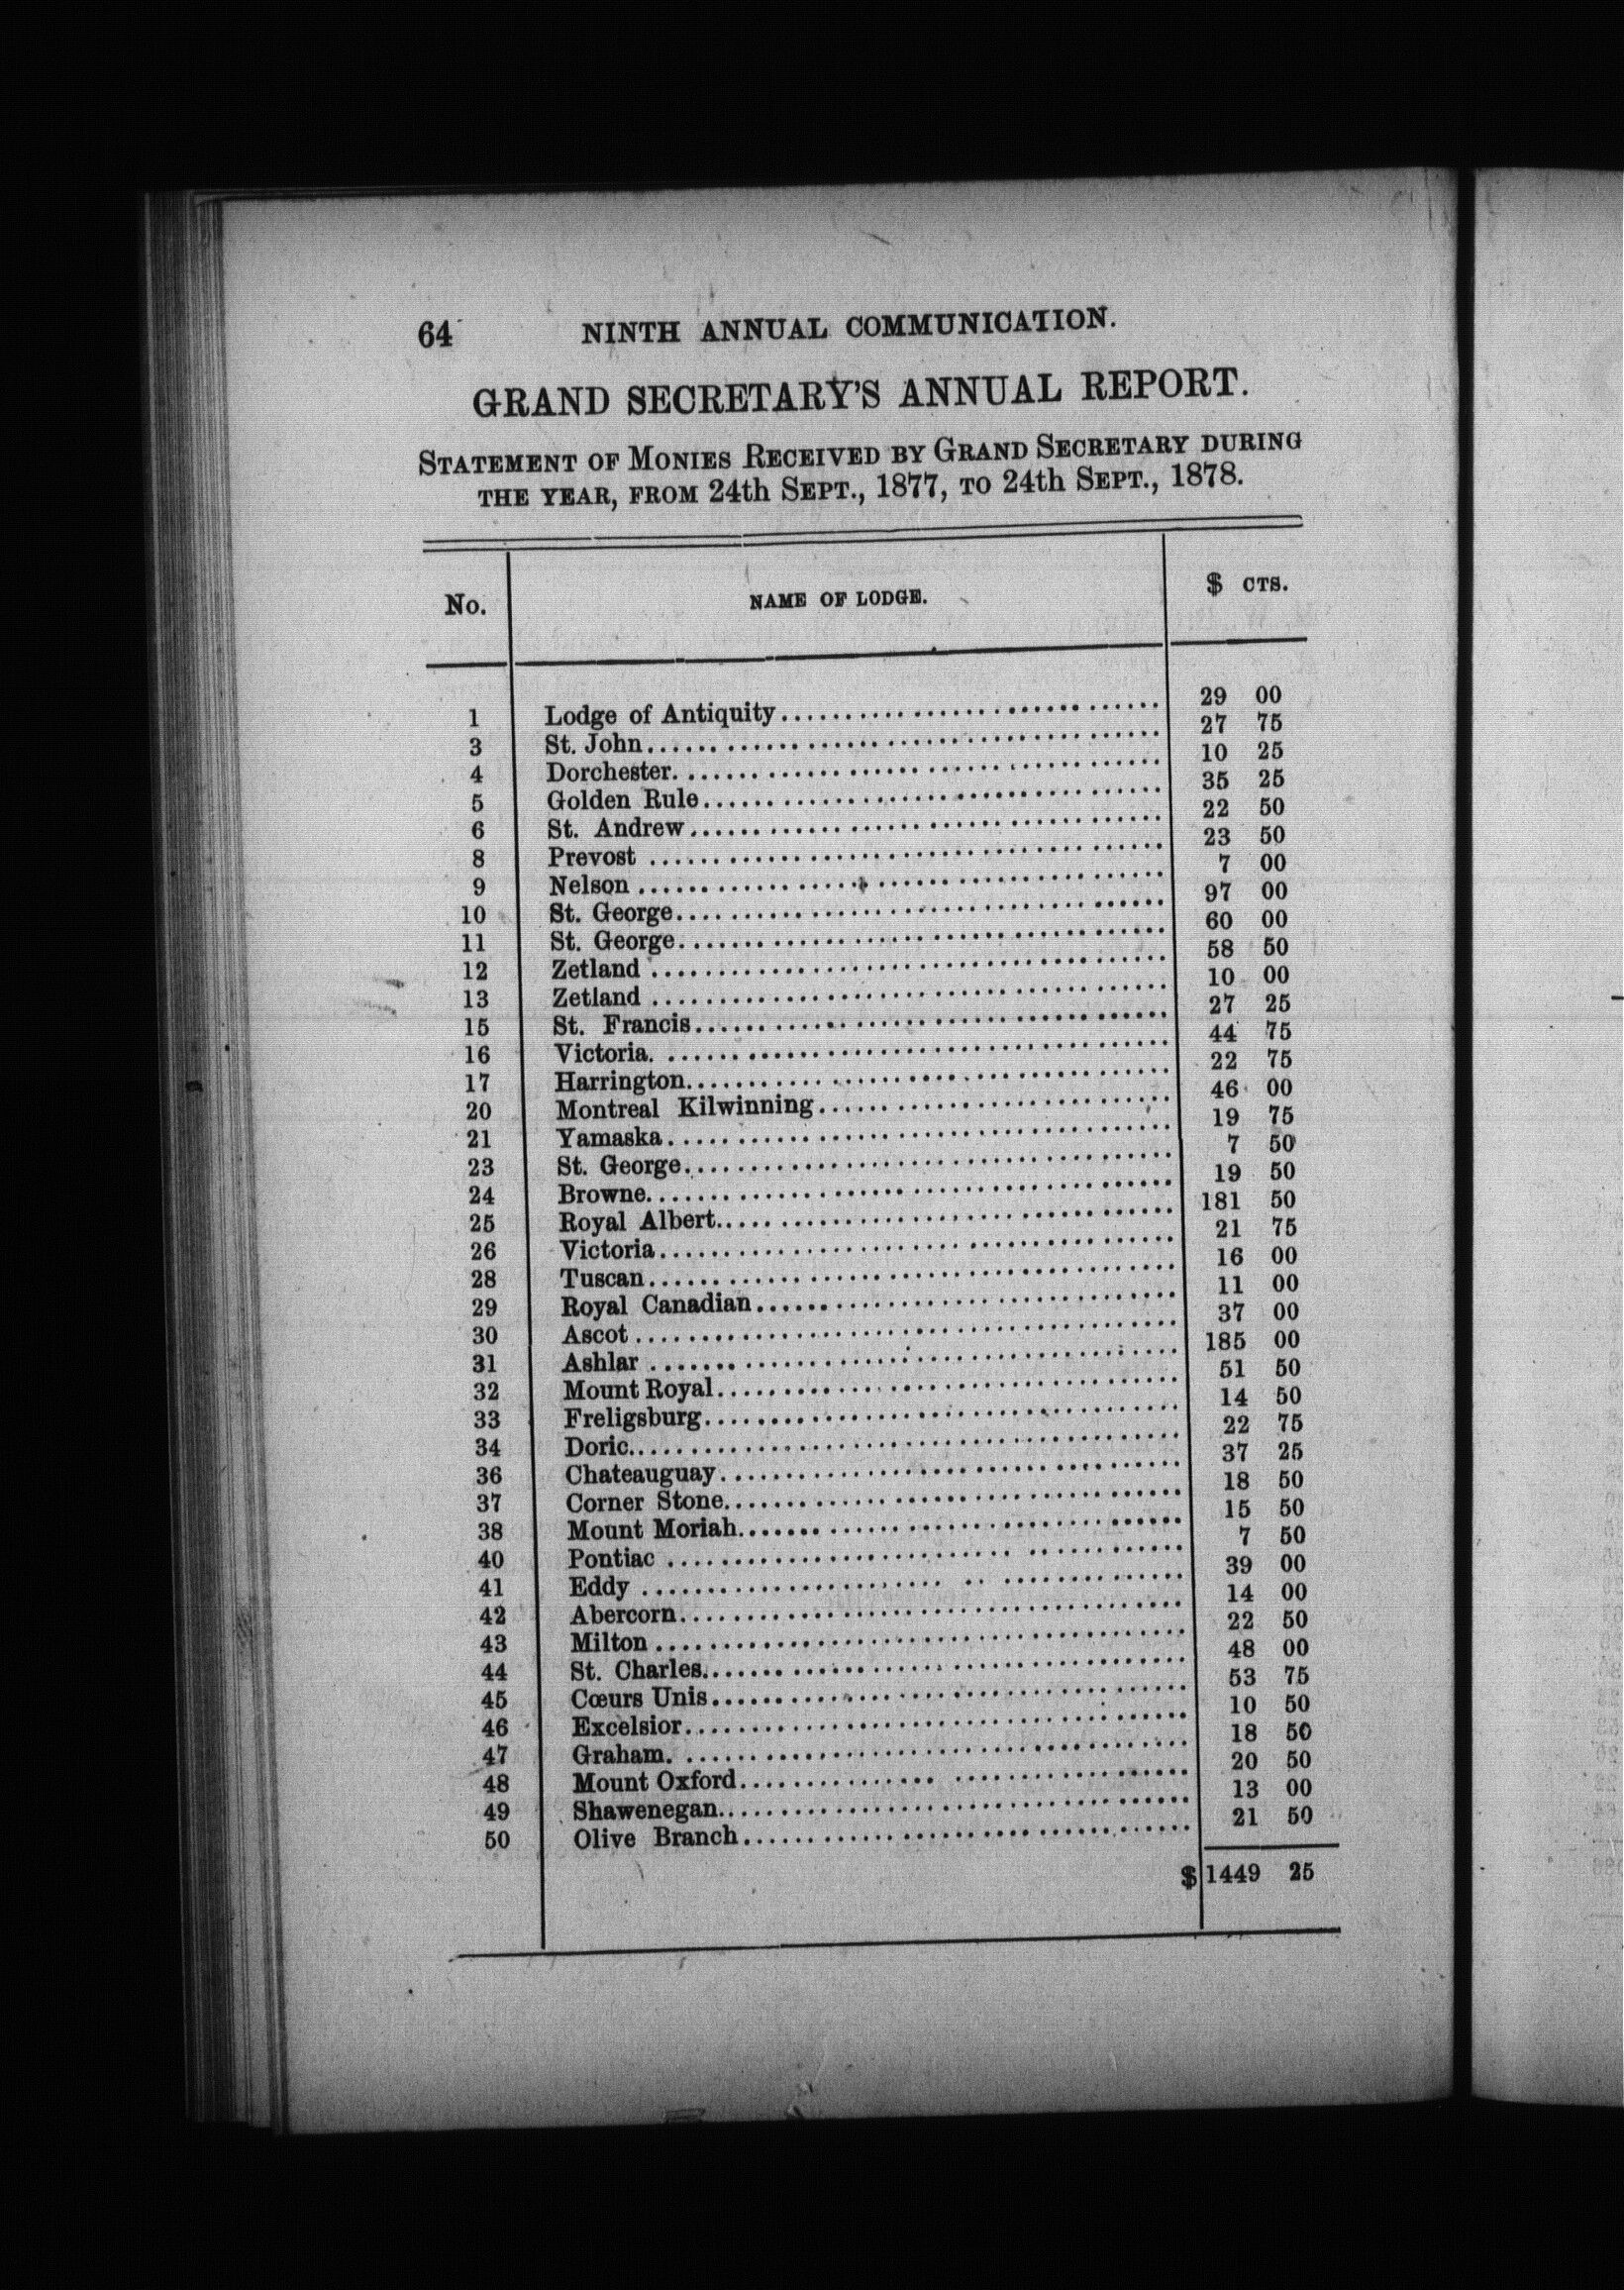 64 NINTH ANNUAL COMMUNICATION.
GRAND SECRETARY'S ANNUAL REPORT.
STATEMENT OF MONIES RECEIVED BY GRAND SECRETARY DURING
THE YEAR, FROM 24th SEPT., 1877, TO 24th SEPT., 1878.
No. NAME OF LODGE. $ CTS.
1 Lodge of Antiquity 29 00
3 St. John 27 75
4 Dorchester 10 25
5 Golden Rule 35 25
6 St. Andrew 22 50
8 Prevost 23 50
9 Nelson 7 00
10 St. George 97 00
11 St. George 60 00
12 Zetland 58 50
13 Zetland 10 00
15 St. Francis 27 25
16 Victoria 44 75
17 Harrington 22 75
20 Montreal Kilwinning 46 00
21 Yamaska 19 75
23 St. George 7 50
24 Browne 19 50
25 Royal Albert 181 50
26 Victoria 21 75
28 Tuscan 16 00
29 Royal Canadian 11 00
30 Ascot 37 00
31 Ashlar 185 00
32 Mount Royal 51 50
33 Freligsburg 14 50
34 Doric 22 75
36 Chateauguay 37 25
37 Corner Stone 18 50
38 Mount Moriah 15 50
40 Pontiac 7 50
41 Eddy 39 00
42 Abercorn 14 00
43 Milton 22 50
44 St. Charles 48 00
45 Cœurs Unis 53 75
46 Excelsior 10 50
47 Graham 18 50
48 Mount Oxford 20 50
49 Shawenegan 13 00
50 Olive Branch 21 50
$ 1449 25